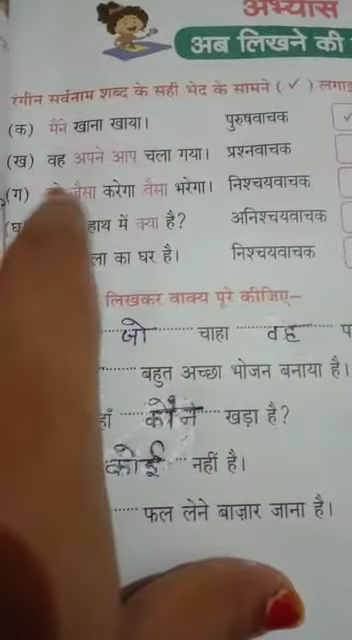 अभ्यास
अब लिखने की
रंगीन सर्वनाम शब्द के सही भेद के सामने (✓) लगाइ
(क) मैंने खाना खाया। पुरुषवाचक ✓
(ख) वह अपने आप चला गया। प्रश्नवाचक
(ग) जैसा करेगा वैसा भरेगा। निश्चयवाचक
(घ हाथ में क्या है? अनिश्चयवाचक
ला का घर है। निश्चयवाचक
लिखकर वाक्य पूरे कीजिए–
जो चाहा वह प
बहुत अच्छा भोजन बनाया है।
हाँ कौन खड़ा है?
कोई नहीं है।
फल लेने बाज़ार जाना है।